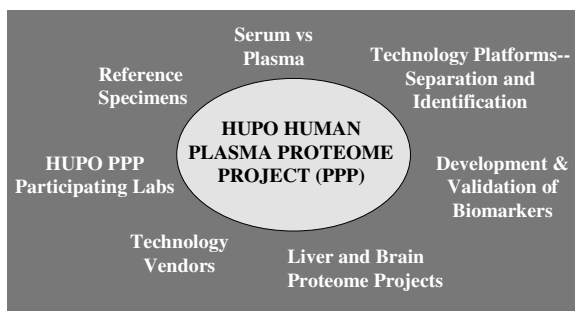 Serum vs
Plasma
Technology Platforms--
Separation and
Identification
Reference
Specimens
HUPO HUMAN
PLASMA PROTEOME
PROJECT (PPP)
HUPO PPP
Participating Labs
Development &
Validation of
Biomarkers
Technology
Vendors
Liver and Brain
Proteome Projects